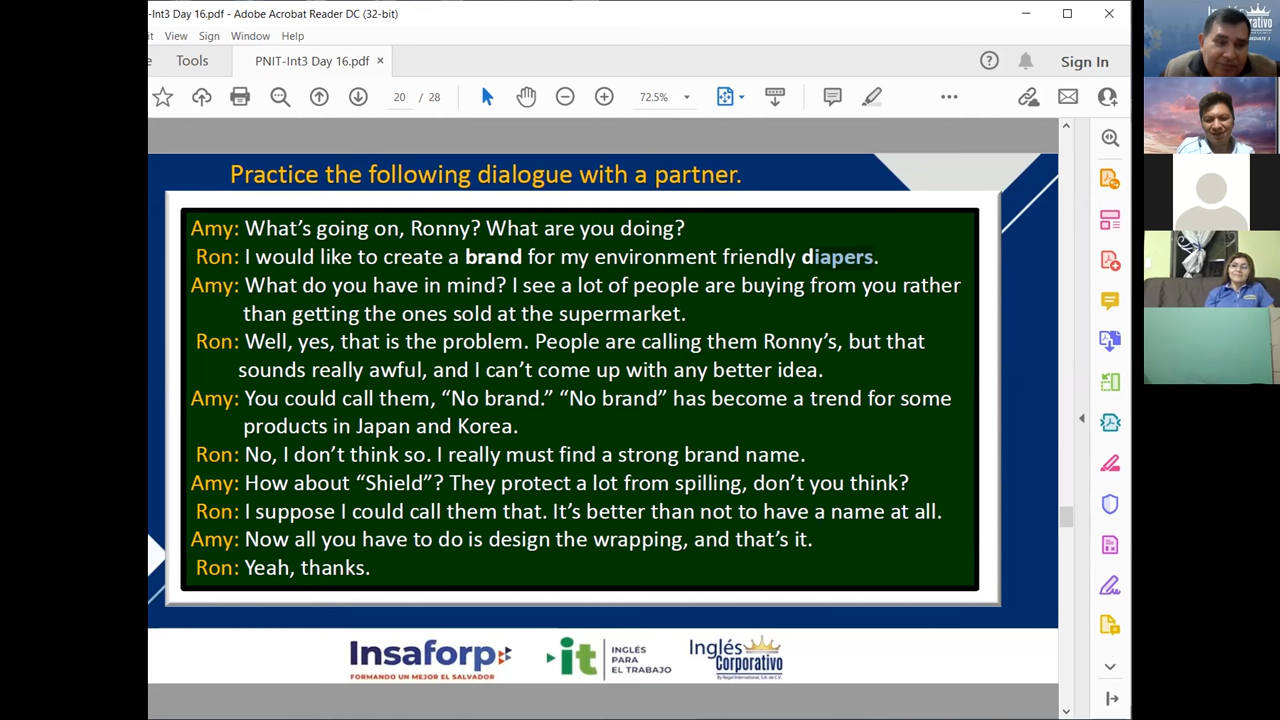 -Int3 Day 16.pdf - Adobe Acrobat Reader DC (32-bit)
it View Sign Window Help
e Tools PNIT-Int3 Day 16.pdf × Sign In
20 / 28 72.5%
Practice the following dialogue with a partner.
Amy: What's going on, Ronny? What are you doing?
Ron: I would like to create a brand for my environment friendly diapers.
Amy: What do you have in mind? I see a lot of people are buying from you rather
than getting the ones sold at the supermarket.
Ron: Well, yes, that is the problem. People are calling them Ronny's, but that
sounds really awful, and I can't come up with any better idea.
Amy: You could call them, “No brand.” “No brand” has become a trend for some
products in Japan and Korea.
Ron: No, I don't think so. I really must find a strong brand name.
Amy: How about “Shield”? They protect a lot from spilling, don't you think?
Ron: I suppose I could call them that. It's better than not to have a name at all.
Amy: Now all you have to do is design the wrapping, and that's it.
Ron: Yeah, thanks.
Insaforp
FORMANDO UN MEJOR EL SALVADOR
it
INGLÉS
PARA
EL TRABAJO
Inglés
Corporativo
By Regal International, S.A. de C.V.